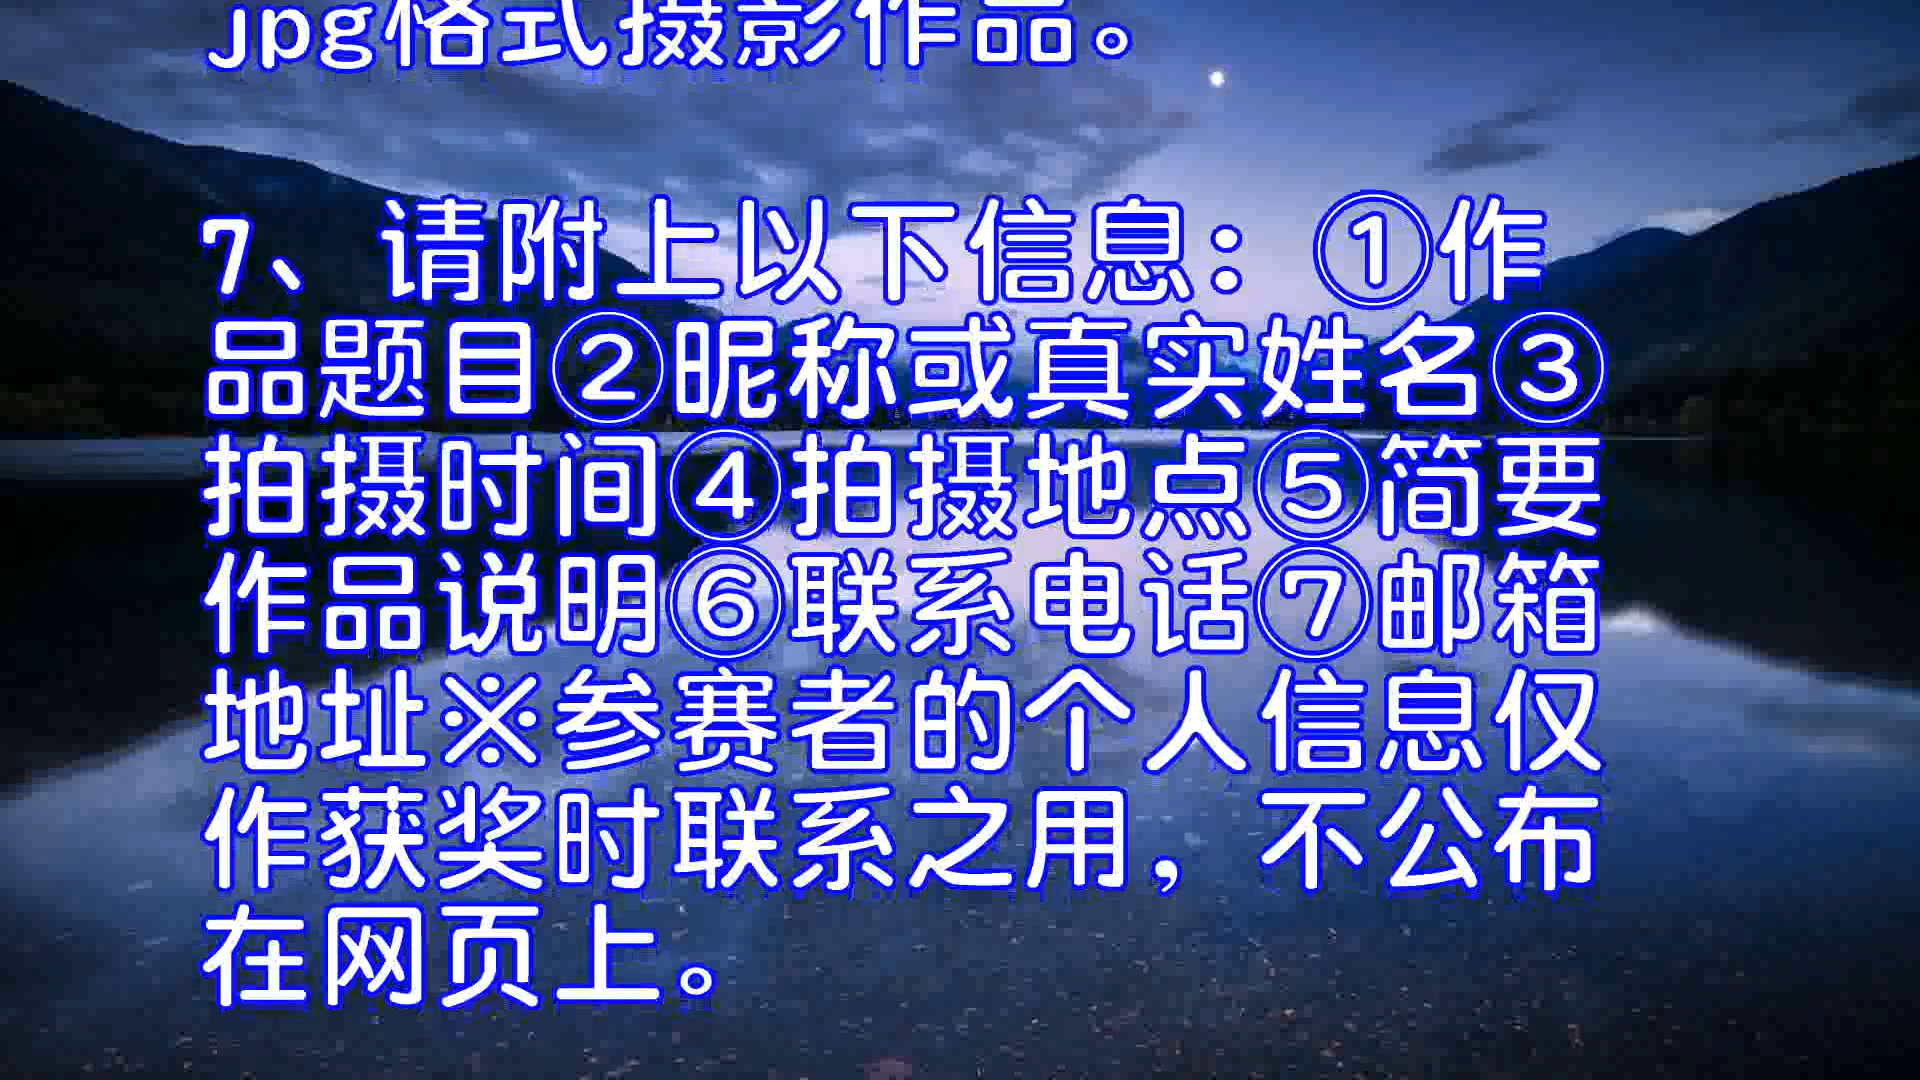 jpg格式摄影作品。
7、请附上以下信息：①作
品题目②昵称或真实姓名③
拍摄时间④拍摄地点⑤简要
作品说明⑥联系电话⑦邮箱
地址※参赛者的个人信息仅
作获奖时联系之用，不公布
在网页上。